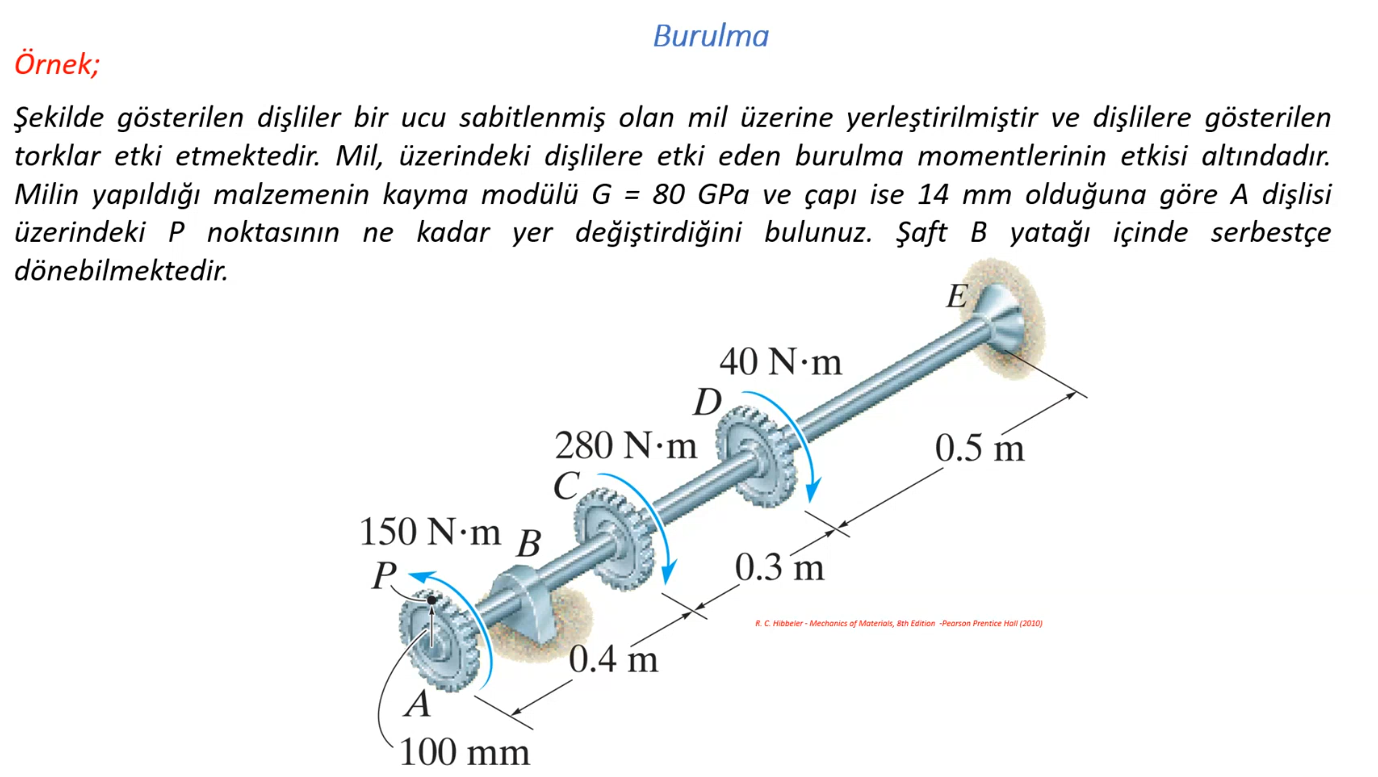 Burulma
Örnek;
Şekilde gösterilen dişliler bir ucu sabitlenmiş olan mil üzerine yerleştirilmiştir ve dişlilere gösterilen
torklar etki etmektedir. Mil, üzerindeki dişlilere etki eden burulma momentlerinin etkisi altındadır.
Milin yapıldığı malzemenin kayma modülü G = 80 GPa ve çapı ise 14 mm olduğuna göre A dişlisi
üzerindeki P noktasının ne kadar yer değiştirdiğini bulunuz. Şaft B yatağı içinde serbestçe
dönebilmektedir.
E
40 N·m
D
0.5 m
280 N·m
C
150 N·m
B
P
0.3 m
R. C. Hibbeler - Mechanics of Materials, 8th Edition -Pearson Prentice Hall (2010)
0.4 m
A
100 mm